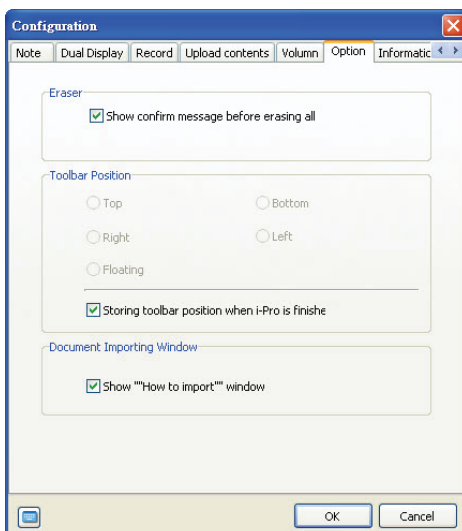 Configuration
Note Dual Display Record Upload contents Volumn Option Informatic
Eraser
Show confirm message before erasing all
Toolbar Position
Top Bottom
Right Left
Floating
Storing toolbar position when i-Pro is finishe
Document Importing Window
Show ""How to import"" window
OK Cancel